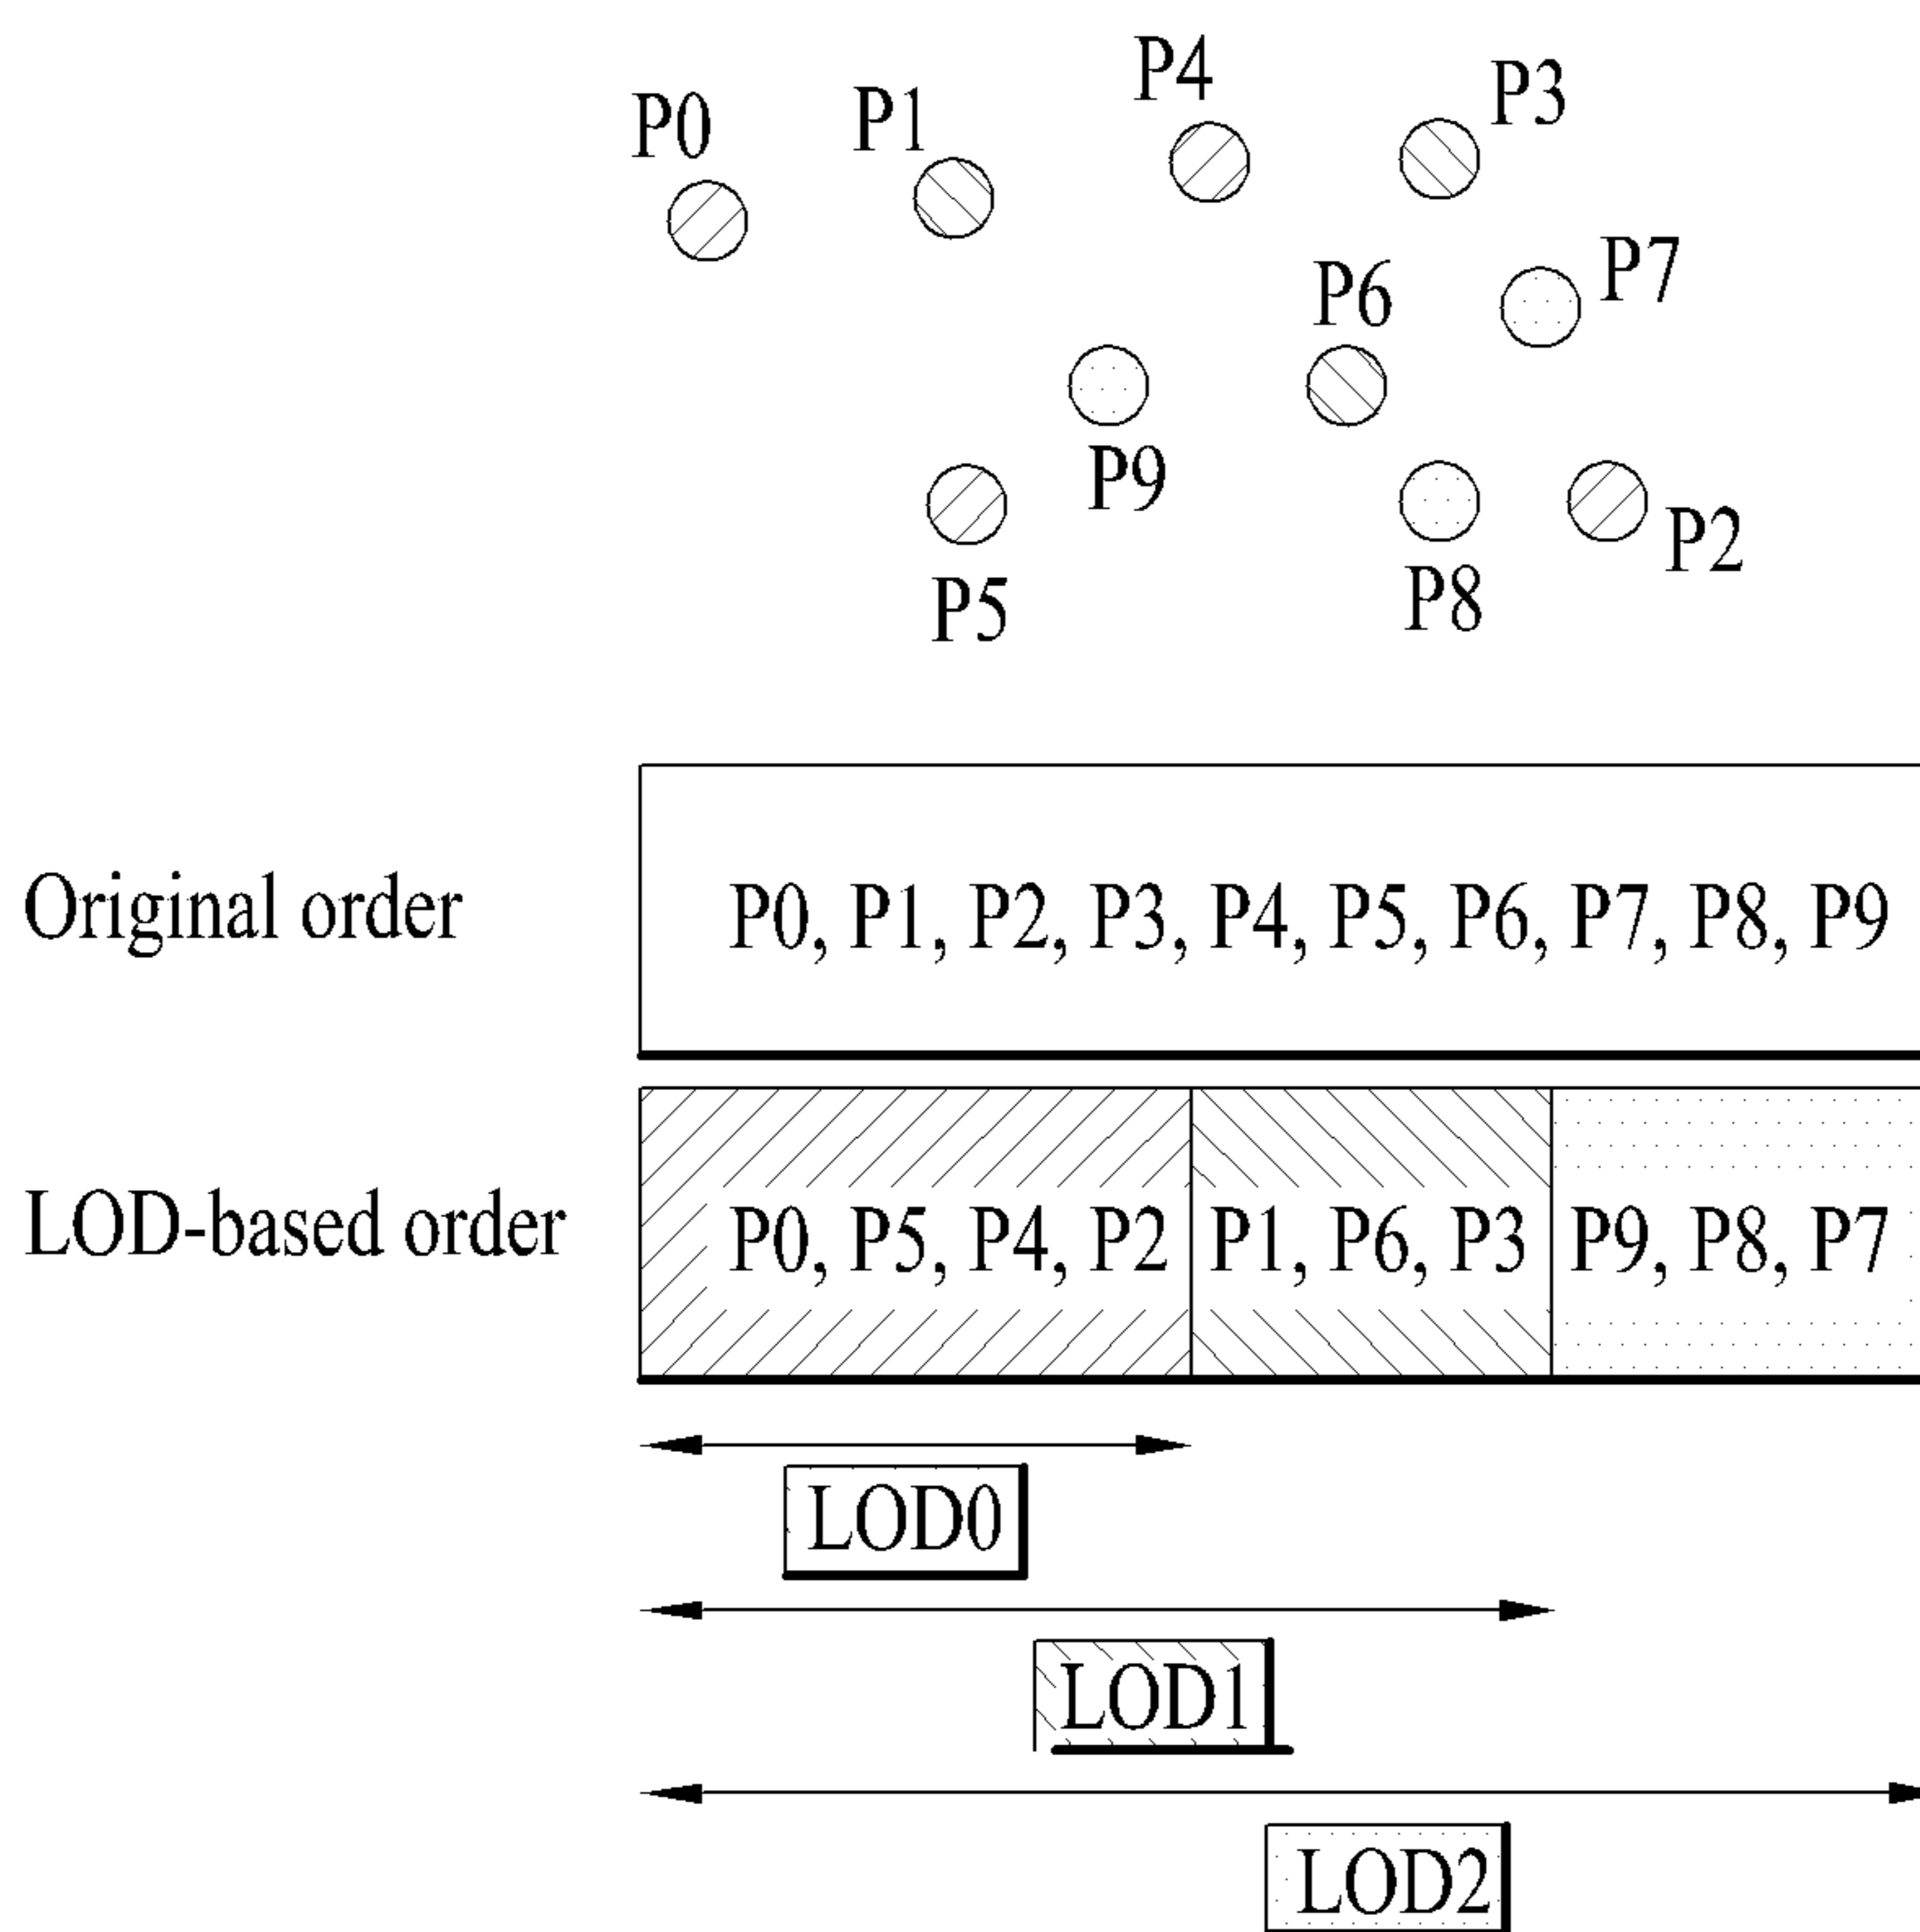 P4
P3
P0
P1
P7
P6
P9
P2
P5
P8
Original order
P0, P1, P2, P3, P4, P5, P6, P7, P8, P9
LOD-based order
P0, P5, P4, P2 P1, P6, P3 P9, P8, P7
LOD0
LOD1
LOD2